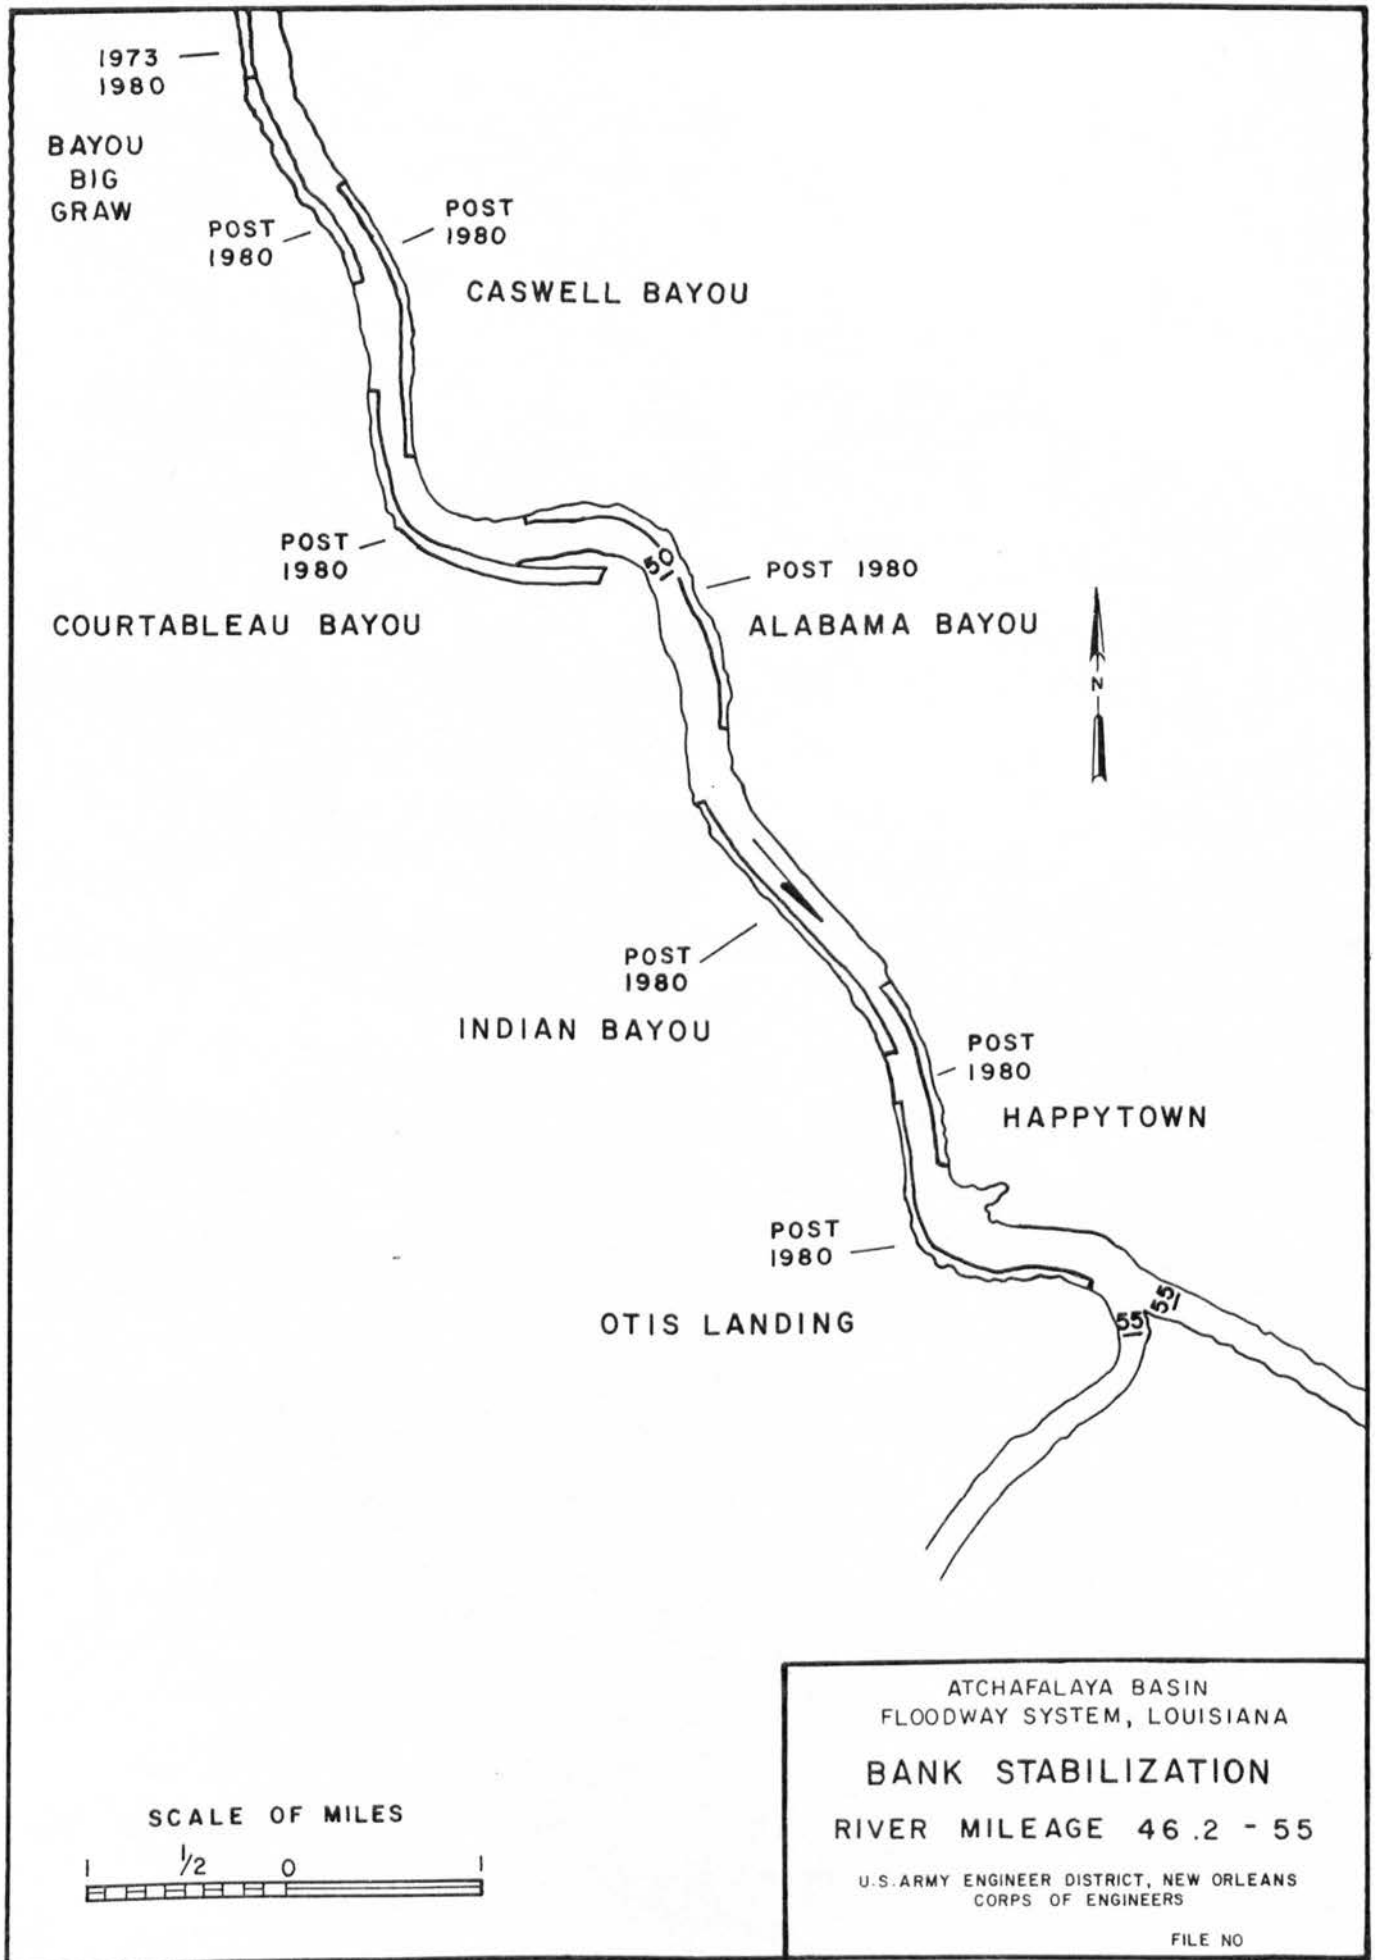 1973
1980
BAYOU
BIG
GRAW
POST
1980
POST
1980
CASWELL BAYOU
POST
1980
COURTABLEAU BAYOU
50
POST 1980
ALABAMA BAYOU
N
POST
1980
INDIAN BAYOU
POST
1980
HAPPYTOWN
POST
1980
OTIS LANDING
55
55
SCALE OF MILES
1 1/2 0 1
ATCHAFALAYA BASIN
FLOODWAY SYSTEM, LOUISIANA
BANK STABILIZATION
RIVER MILEAGE 46.2 - 55
U.S. ARMY ENGINEER DISTRICT, NEW ORLEANS
CORPS OF ENGINEERS
FILE NO